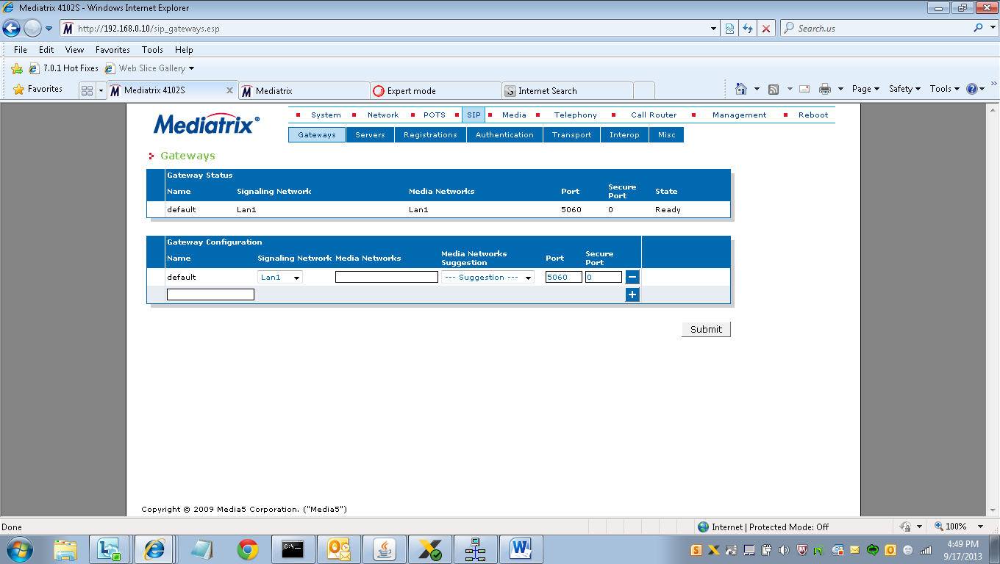 Mediatrix 4102S - Windows Internet Explorer
http://192.168.0.10/sip_gateways.esp
Search.us
File Edit View Favorites Tools Help
7.0.1 Hot Fixes Web Slice Gallery
Favorites Mediatrix 4102S Mediatrix Expert mode Internet Search Page Safety Tools
Mediatrix®
System Network POTS SIP Media Telephony Call Router Management Reboot
Gateways Servers Registrations Authentication Transport Interop Misc
Gateways
Gateway Status
Name Signaling Network Media Networks Port Secure Port State
default Lan1 Lan1 5060 0 Ready
Gateway Configuration
Name Signaling Network Media Networks Media Networks Suggestion Port Secure Port
default Lan1 --- Suggestion --- 5060 0
Submit
Copyright © 2009 Media5 Corporation. ("Media5")
Done Internet | Protected Mode: Off 100%
4:49 PM
9/17/2013